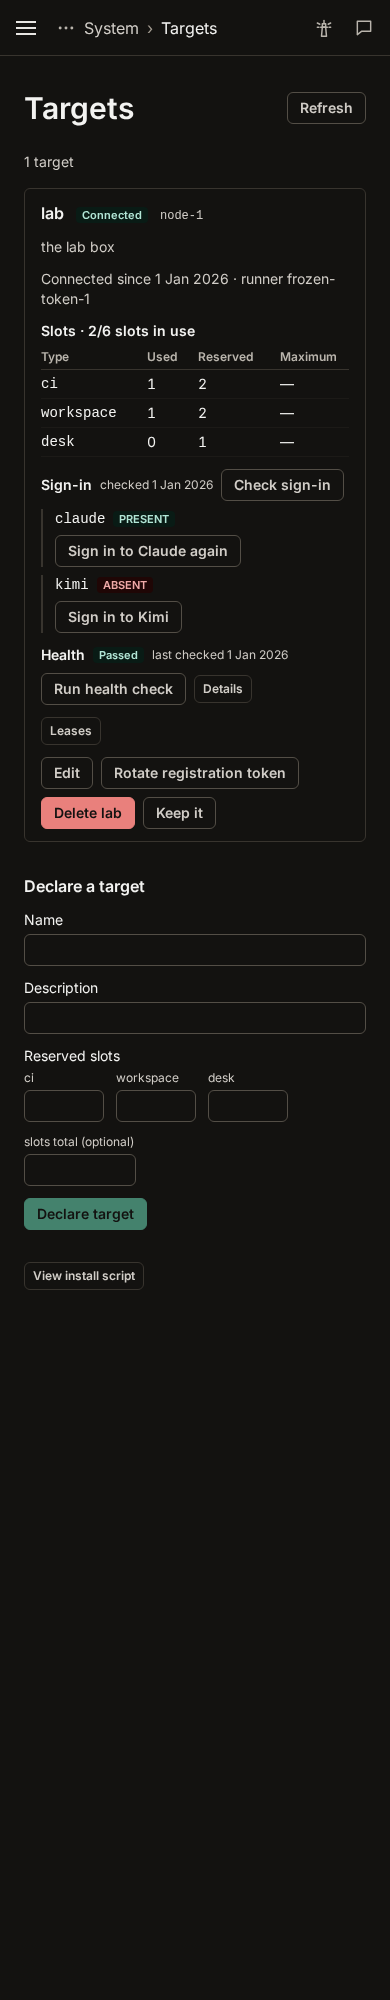 ··· System › Targets
Targets
Refresh
1 target
lab Connected node-1
the lab box
Connected since 1 Jan 2026 · runner frozen-
token-1
Slots · 2/6 slots in use
Type Used Reserved Maximum
ci 1 2 —
workspace 1 2 —
desk 0 1 —
Sign-in checked 1 Jan 2026 Check sign-in
claude PRESENT
Sign in to Claude again
kimi ABSENT
Sign in to Kimi
Health Passed last checked 1 Jan 2026
Run health check Details
Leases
Edit Rotate registration token
Delete lab Keep it
Declare a target
Name
Description
Reserved slots
ci workspace desk
slots total (optional)
Declare target
View install script